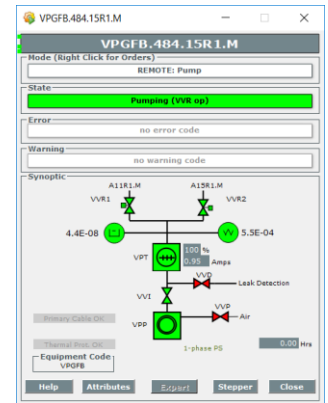 VPGFB.484.15R1.M
VPGFB.484.15R1.M
Mode (Right Click for Orders)
REMOTE: Pump
State
Pumping (VVR op)
Error
no error code
Warning
no warning code
Synoptic
A11R1.M A15R1.M
VVR1 VVR2
4.4E-08 VV 5.5E-04
VPT 100 %
0.95 Amps
VVD
Leak Detection
VVI
VVP
Air
Primary Cable OK
VPP
Thermal Prot. OK 1-phase PS 0.00 Hrs
Equipment Code
VPGFB
Help Attributes Expert Stepper Close